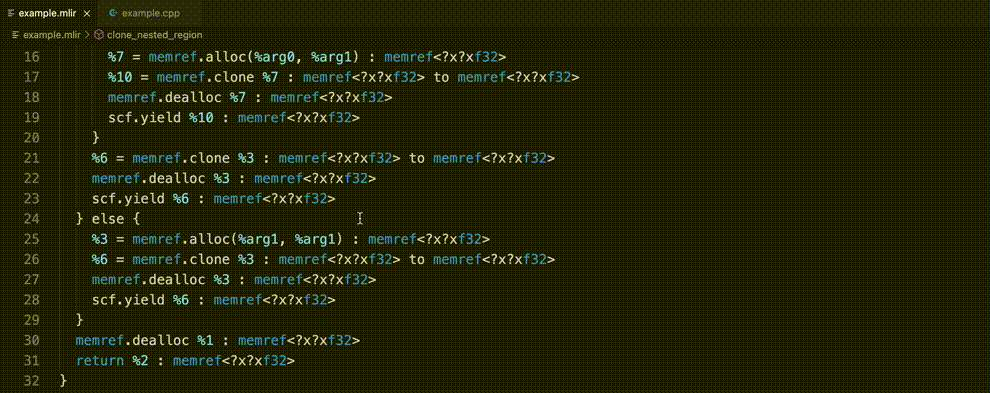 example.mlir × example.cpp
example.mlir > clone_nested_region
16 %7 = memref.alloc(%arg0, %arg1) : memref<?x?xf32>
17 %10 = memref.clone %7 : memref<?x?xf32> to memref<?x?xf32>
18 memref.dealloc %7 : memref<?x?xf32>
19 scf.yield %10 : memref<?x?xf32>
20 }
21 %6 = memref.clone %3 : memref<?x?xf32> to memref<?x?xf32>
22 memref.dealloc %3 : memref<?x?xf32>
23 scf.yield %6 : memref<?x?xf32>
24 } else {
25 %3 = memref.alloc(%arg1, %arg1) : memref<?x?xf32>
26 %6 = memref.clone %3 : memref<?x?xf32> to memref<?x?xf32>
27 memref.dealloc %3 : memref<?x?xf32>
28 scf.yield %6 : memref<?x?xf32>
29 }
30 memref.dealloc %1 : memref<?x?xf32>
31 return %2 : memref<?x?xf32>
32 }